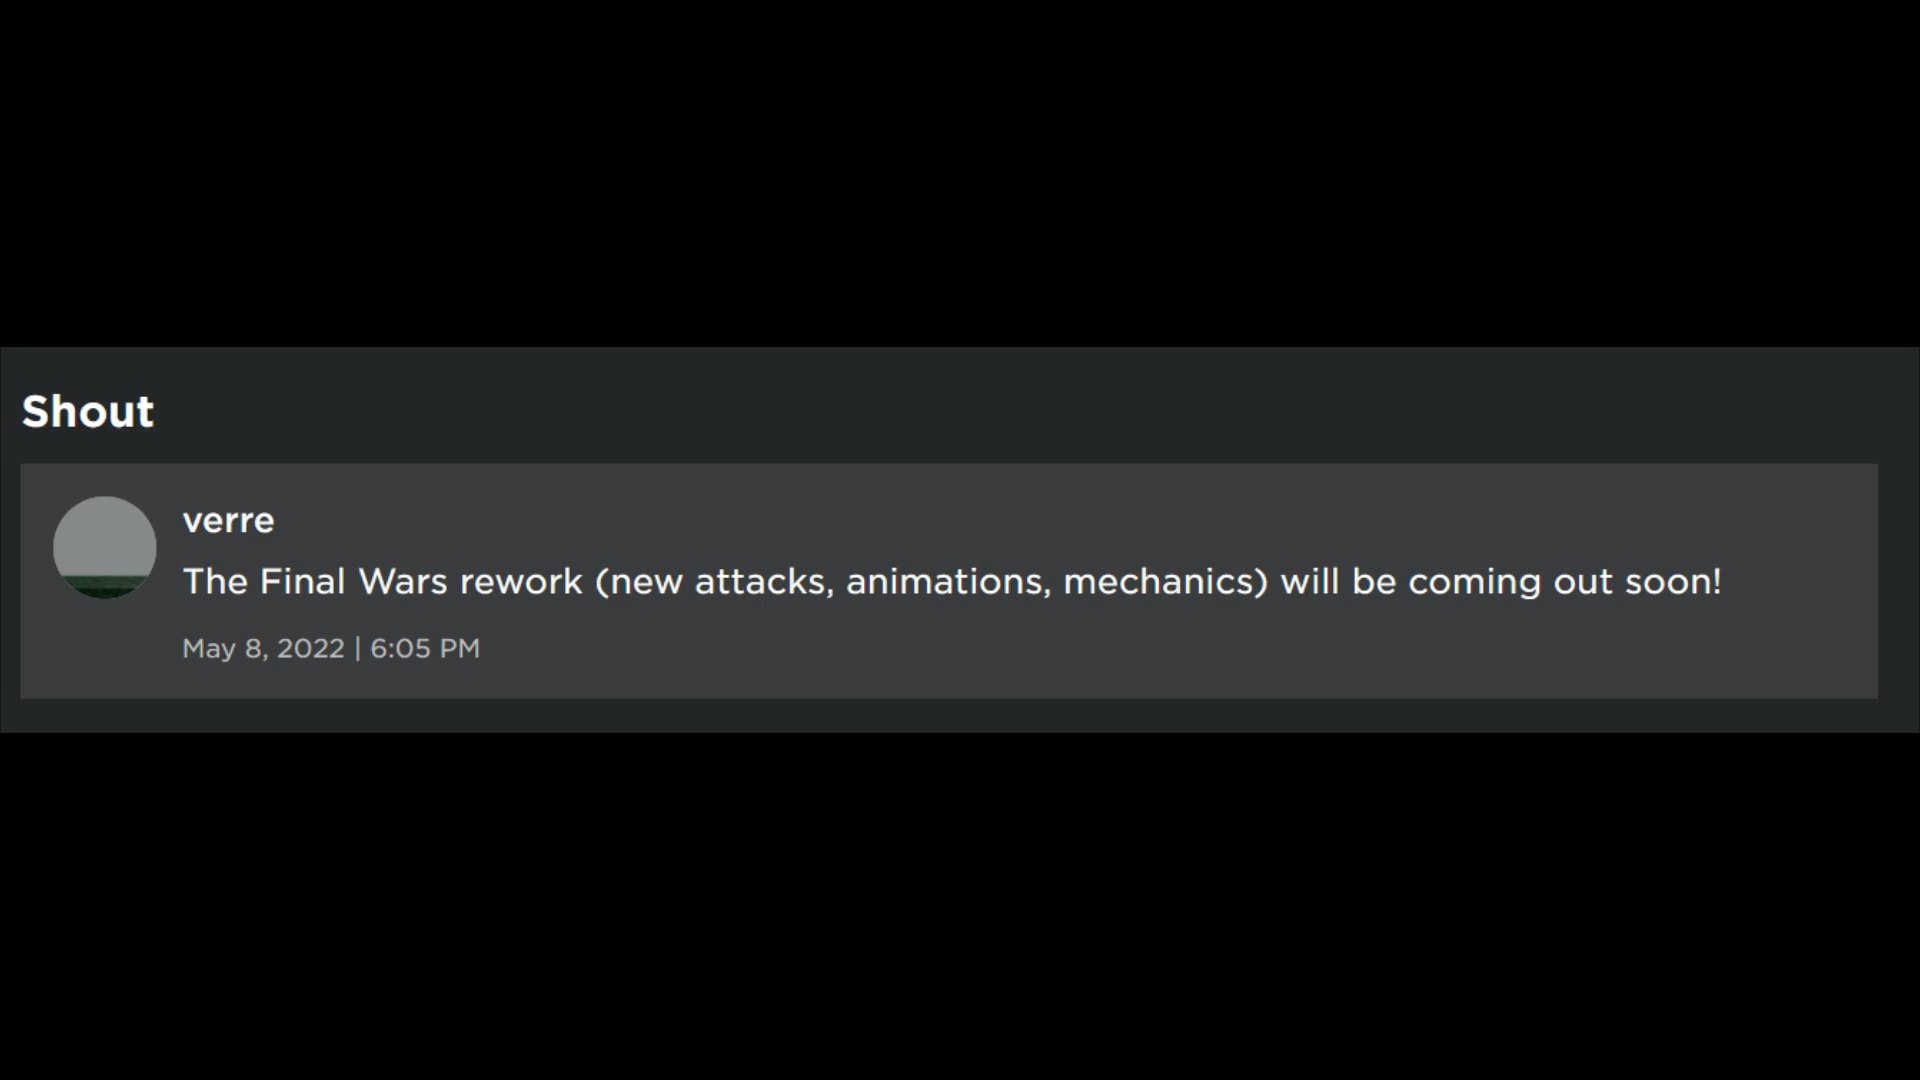 Shout
verre
The Final Wars rework (new attacks, animations, mechanics) will be coming out soon!
May 8, 2022 | 6:05 PM